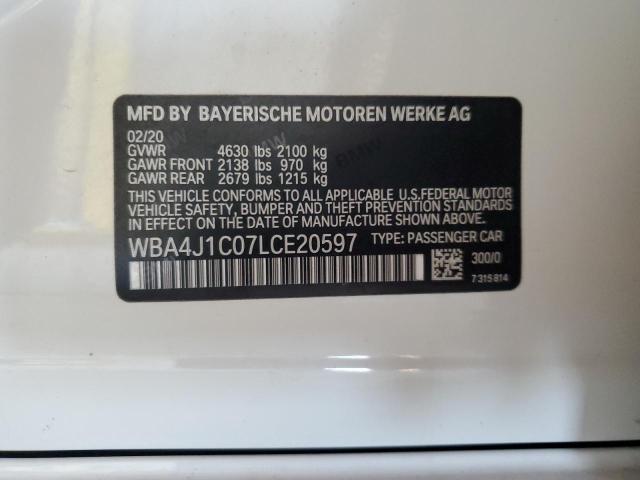 MFD BY BAYERISCHE MOTOREN WERKE AG
02/20
GVWR 4630 lbs 2100 kg
GAWR FRONT 2138 lbs 970 kg
GAWR REAR 2679 lbs 1215 kg
THIS VEHICLE CONFORMS TO ALL APPLICABLE U.S.FEDERAL MOTOR
VEHICLE SAFETY, BUMPER AND THEFT PREVENTION STANDARDS
IN EFFECT ON THE DATE OF MANUFACTURE SHOWN ABOVE.
WBA4J1C07LCE20597 TYPE: PASSENGER CAR
300/0
7315814